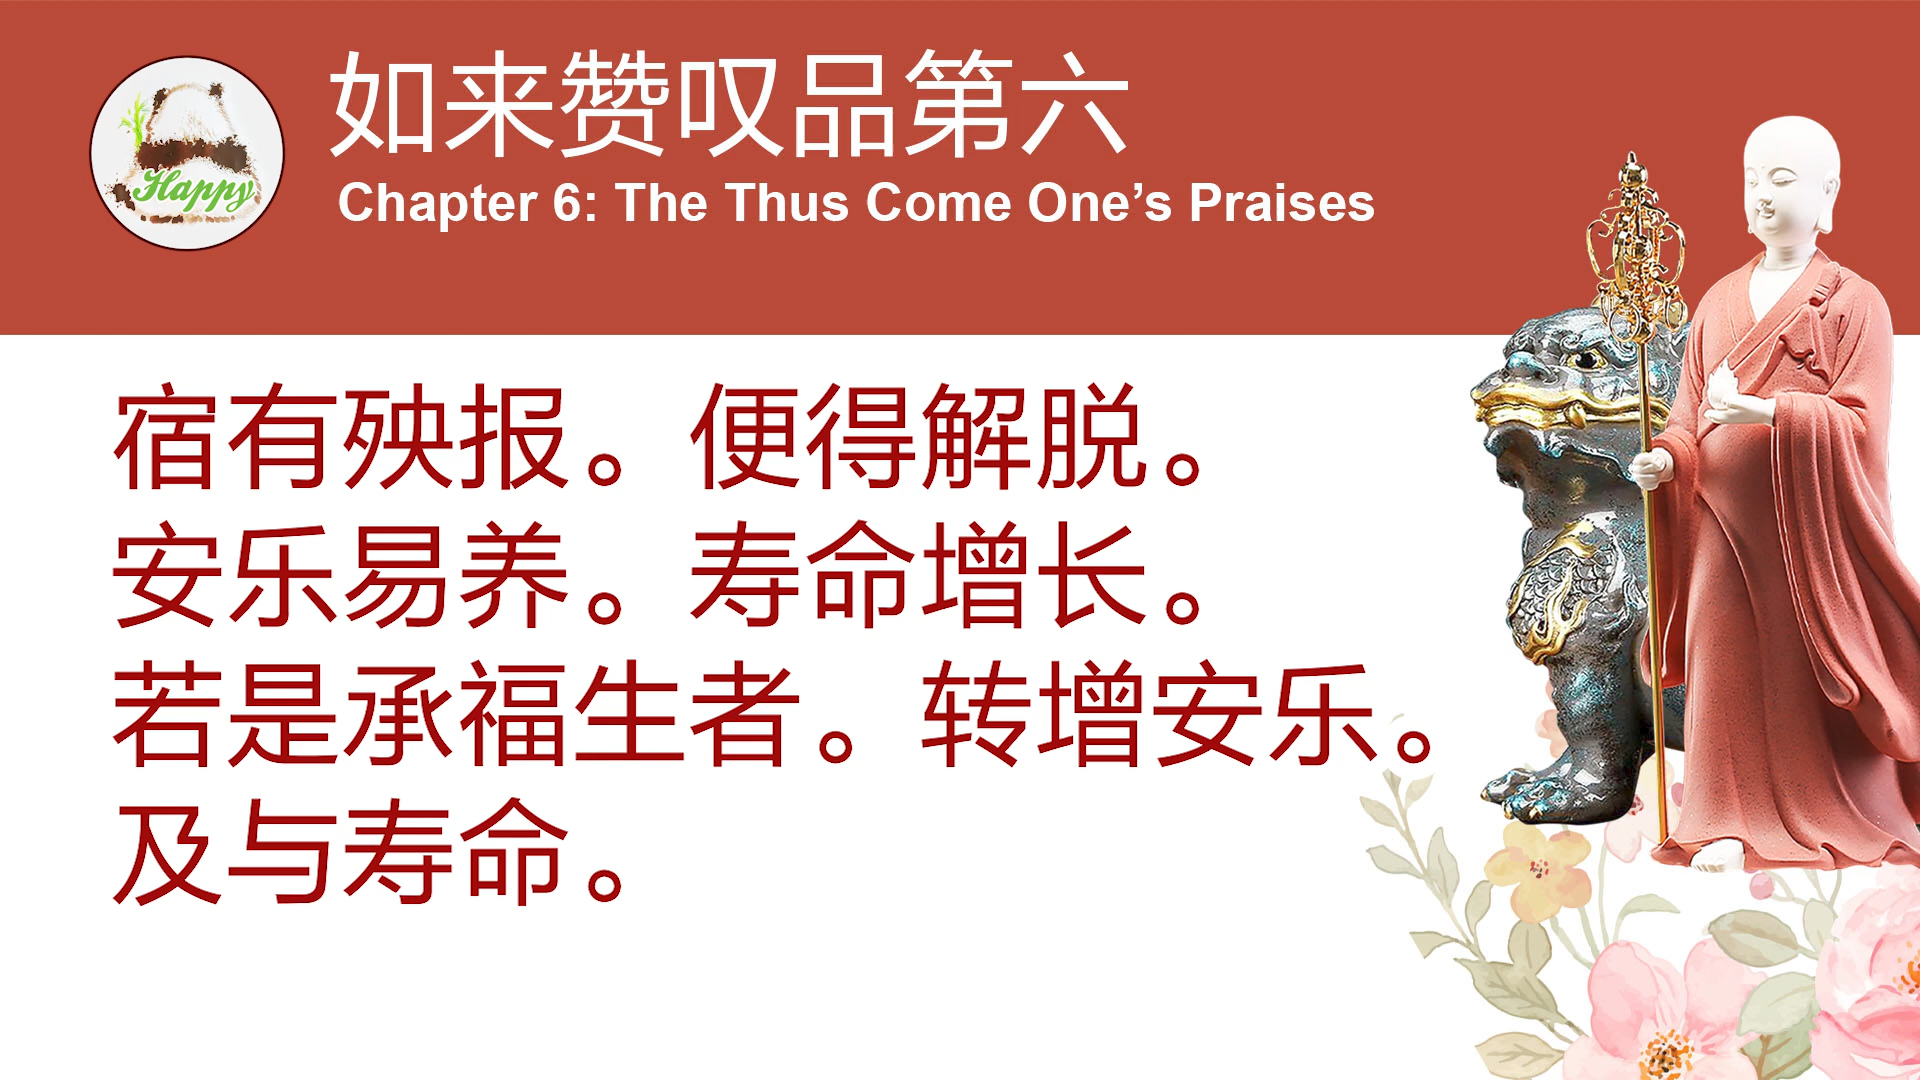 如来赞叹品第六
Happy
Chapter 6: The Thus Come One’s Praises
宿有殃报。便得解脱。
安乐易养。寿命增长。
若是承福生者。转增安乐。
及与寿命。